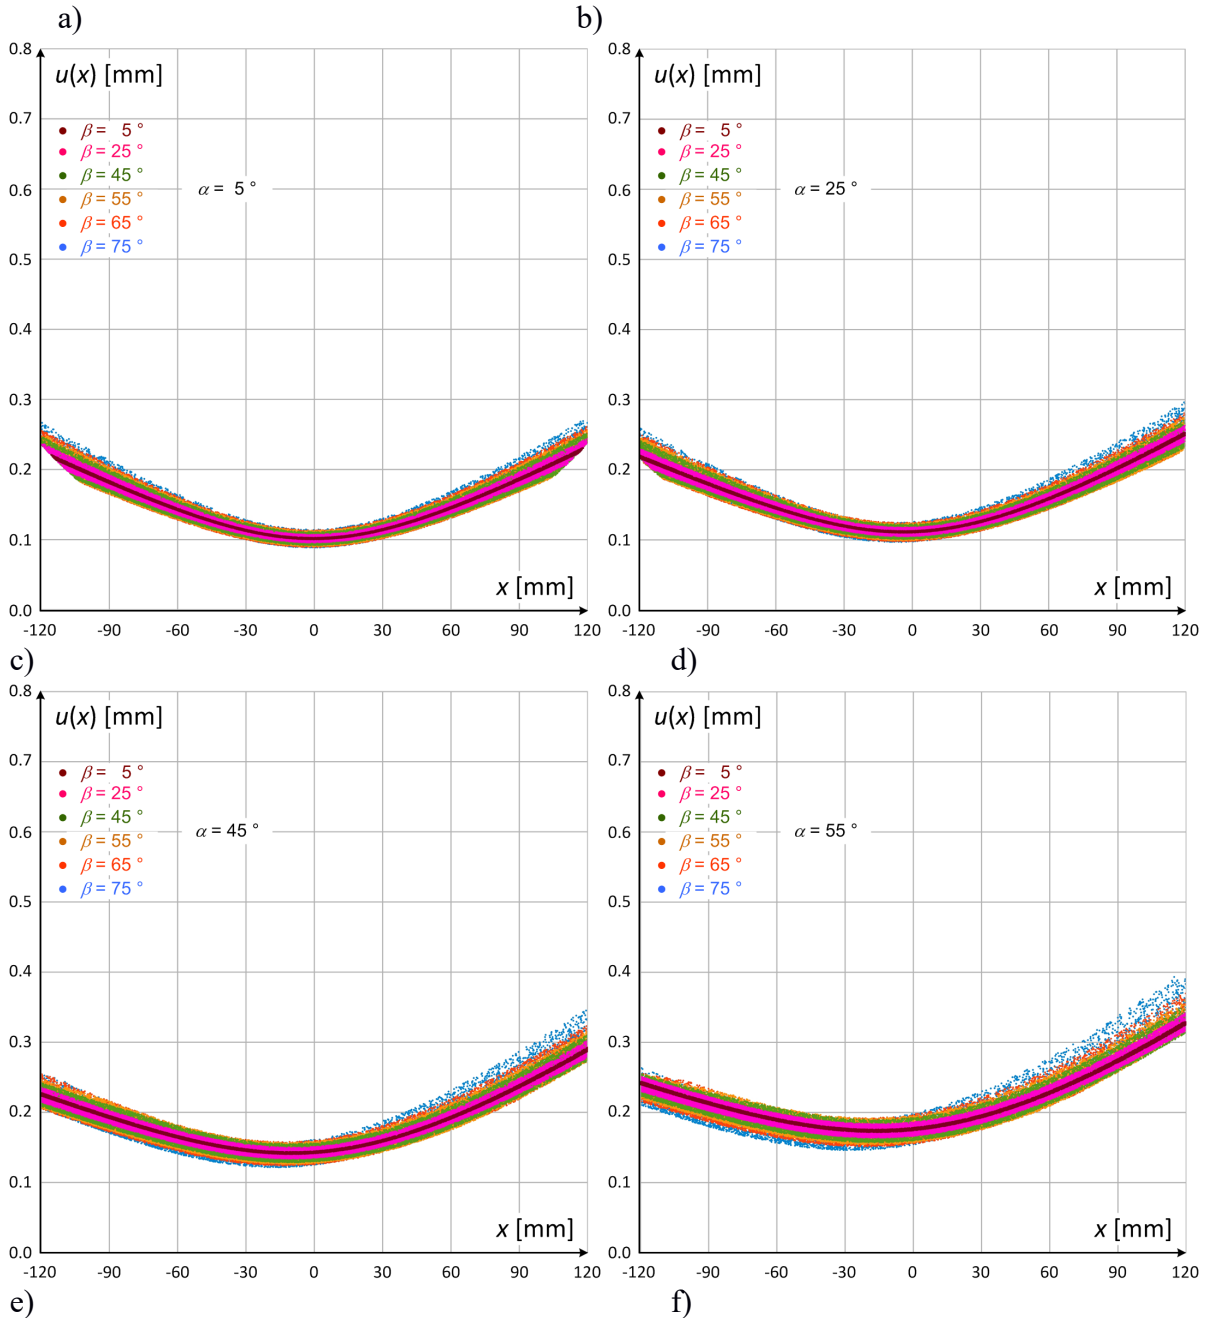 a)
b)
0.8
u(x) [mm]
0.7
β = 5 °
β = 25 °
β = 45 °
0.6
β = 55 °
α = 5 °
β = 65 °
β = 75 °
0.5
0.4
0.3
0.2
0.1
x [mm]
0.0
-120 -90 -60 -30 0 30 60 90 120
0.8
u(x) [mm]
0.7
β = 5 °
β = 25 °
β = 45 °
0.6
β = 55 °
α = 25 °
β = 65 °
β = 75 °
0.5
0.4
0.3
0.2
0.1
x [mm]
0.0
-120 -90 -60 -30 0 30 60 90 120
c)
d)
0.8
u(x) [mm]
0.7
β = 5 °
β = 25 °
β = 45 °
0.6
β = 55 °
α = 45 °
β = 65 °
β = 75 °
0.5
0.4
0.3
0.2
0.1
x [mm]
0.0
-120 -90 -60 -30 0 30 60 90 120
0.8
u(x) [mm]
0.7
β = 5 °
β = 25 °
β = 45 °
0.6
β = 55 °
α = 55 °
β = 65 °
β = 75 °
0.5
0.4
0.3
0.2
0.1
x [mm]
0.0
-120 -90 -60 -30 0 30 60 90 120
e)
f)